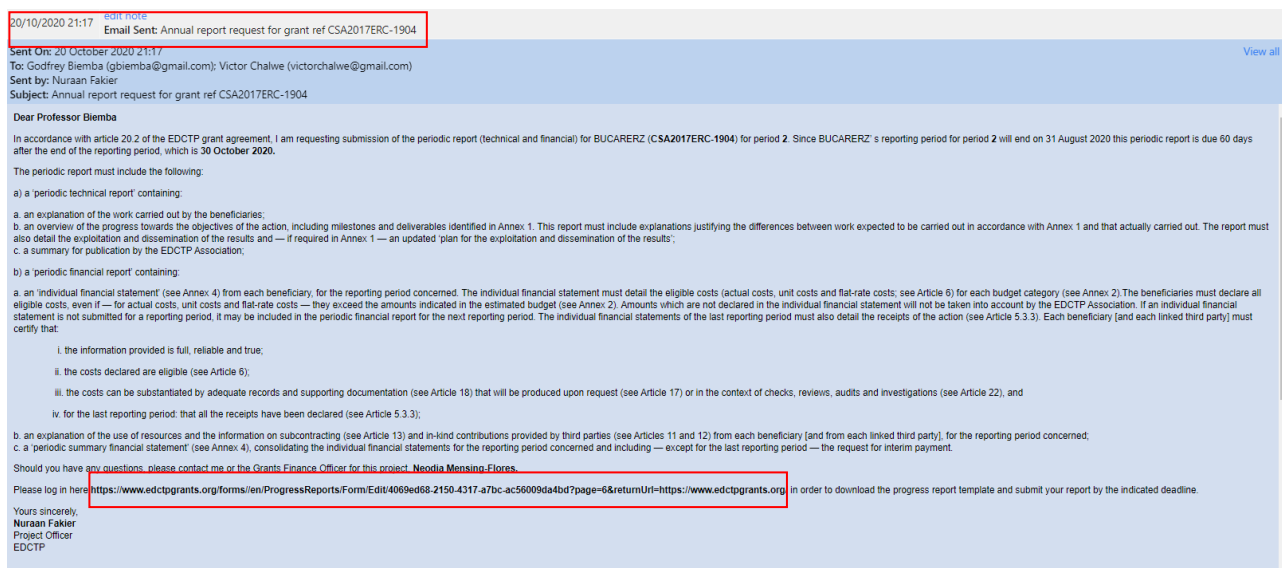 20/10/2020 21:17
edit note
Email Sent: Annual report request for grant ref CSA2017ERC-1904
Sent On: 20 October 2020 21:17
View all
To: Godfrey Biemba (gbiemba@gmail.com); Victor Chalwe (victorchalwe@gmail.com)
Sent by: Nuraan Fakier
Subject: Annual report request for grant ref CSA2017ERC-1904
Dear Professor Biemba
In accordance with article 20.2 of the EDCTP grant agreement, I am requesting submission of the periodic report (technical and financial) for BUCARERZ (CSA2017ERC-1904) for period 2. Since BUCARERZ' s reporting period for period 2 will end on 31 August 2020 this periodic report is due 60 days
after the end of the reporting period, which is 30 October 2020.
The periodic report must include the following:
a) a 'periodic technical report' containing:
a. an explanation of the work carried out by the beneficiaries;
b. an overview of the progress towards the objectives of the action, including milestones and deliverables identified in Annex 1. This report must include explanations justifying the differences between work expected to be carried out in accordance with Annex 1 and that actually carried out. The report must
also detail the exploitation and dissemination of the results and — if required in Annex 1 — an updated 'plan for the exploitation and dissemination of the results';
c. a summary for publication by the EDCTP Association;
b) a 'periodic financial report' containing:
a. an 'individual financial statement' (see Annex 4) from each beneficiary, for the reporting period concerned. The individual financial statement must detail the eligible costs (actual costs, unit costs and flat-rate costs; see Article 6) for each budget category (see Annex 2).The beneficiaries must declare all
eligible costs, even if — for actual costs, unit costs and flat-rate costs — they exceed the amounts indicated in the estimated budget (see Annex 2). Amounts which are not declared in the individual financial statement will not be taken into account by the EDCTP Association. If an individual financial
statement is not submitted for a reporting period, it may be included in the periodic financial report for the next reporting period. The individual financial statements of the last reporting period must also detail the receipts of the action (see Article 5.3.3). Each beneficiary [and each linked third party] must
certify that:
i. the information provided is full, reliable and true;
ii. the costs declared are eligible (see Article 6);
iii. the costs can be substantiated by adequate records and supporting documentation (see Article 18) that will be produced upon request (see Article 17) or in the context of checks, reviews, audits and investigations (see Article 22), and
iv. for the last reporting period: that all the receipts have been declared (see Article 5.3.3);
b. an explanation of the use of resources and the information on subcontracting (see Article 13) and in-kind contributions provided by third parties (see Articles 11 and 12) from each beneficiary [and from each linked third party], for the reporting period concerned;
c. a 'periodic summary financial statement' (see Annex 4), consolidating the individual financial statements for the reporting period concerned and including — except for the last reporting period — the request for interim payment.
Should you have any questions, please contact me or the Grants Finance Officer for this project, Neodia Mensing-Flores.
Please log in here https://www.edctpgrants.org/forms//en/ProgressReports/Form/Edit/4069ed68-2150-4317-a7bc-ac56009da4bd?page=6&returnUrl=https://www.edctpgrants.org/ in order to download the progress report template and submit your report by the indicated deadline.
Yours sincerely,
Nuraan Fakier
Project Officer
EDCTP